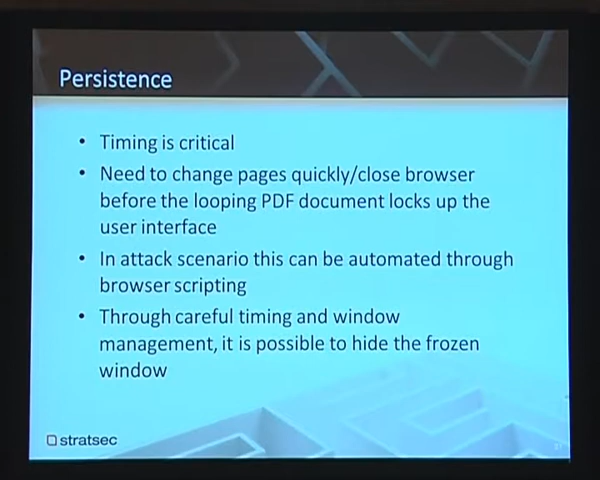 Persistence
• Timing is critical
• Need to change pages quickly/close browser
before the looping PDF document locks up the
user interface
• In attack scenario this can be automated through
browser scripting
• Through careful timing and window
management, it is possible to hide the frozen
window
stratsec